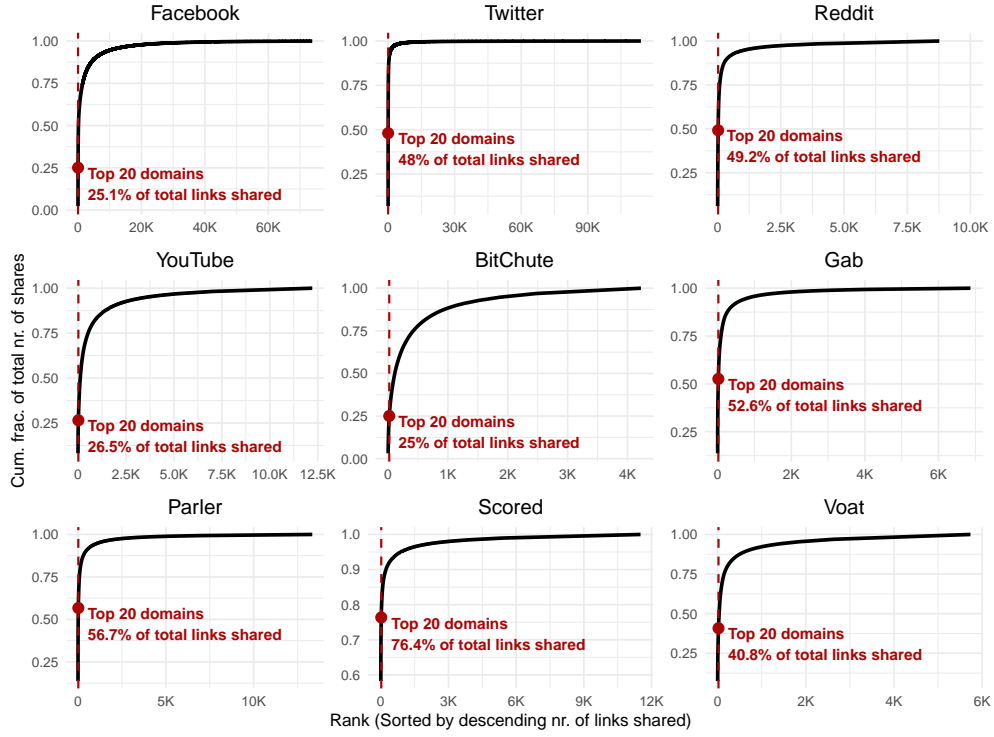 Facebook
Twitter
Reddit
1.00
0.75
0.50
0.25
0.00
Top 20 domains
25.1% of total links shared
0
20K
40K
60K
1.00
0.75
0.50
0.25
Top 20 domains
48% of total links shared
0
30K
60K
90K
1.00
0.75
0.50
0.25
Top 20 domains
49.2% of total links shared
0
2.5K
5.0K
7.5K
10.0K
Cum. frac. of total nr. of shares
YouTube
BitChute
Gab
1.00
0.75
0.50
0.25
Top 20 domains
26.5% of total links shared
0
2.5K
5.0K
7.5K
10.0K
12.5K
1.00
0.75
0.50
0.25
0.00
Top 20 domains
25% of total links shared
0
1K
2K
3K
4K
1.00
0.75
0.50
0.25
Top 20 domains
52.6% of total links shared
0
2K
4K
6K
Parler
Scored
Voat
1.00
0.75
0.50
0.25
Top 20 domains
56.7% of total links shared
0
5K
10K
1.0
0.9
0.8
0.7
0.6
Top 20 domains
76.4% of total links shared
0
3K
6K
9K
12K
1.00
0.75
0.50
0.25
Top 20 domains
40.8% of total links shared
0
2K
4K
6K
Rank (Sorted by descending nr. of links shared)